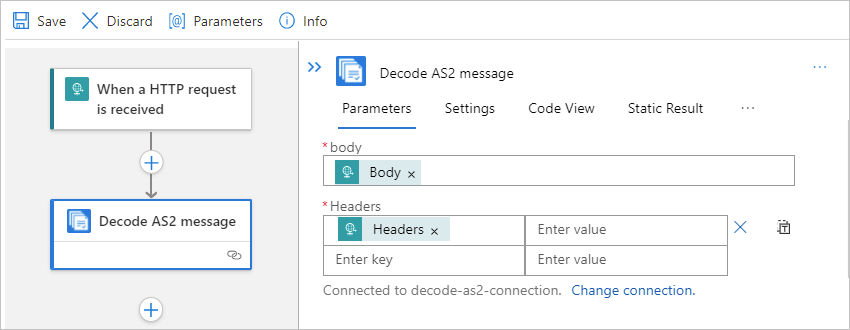 Save Discard [@] Parameters Info
When a HTTP request
is received
Decode AS2 message
Decode AS2 message
Parameters Settings Code View Static Result
* body
Body ×
* Headers
Headers × Enter value
Enter key Enter value
Connected to decode-as2-connection. Change connection.